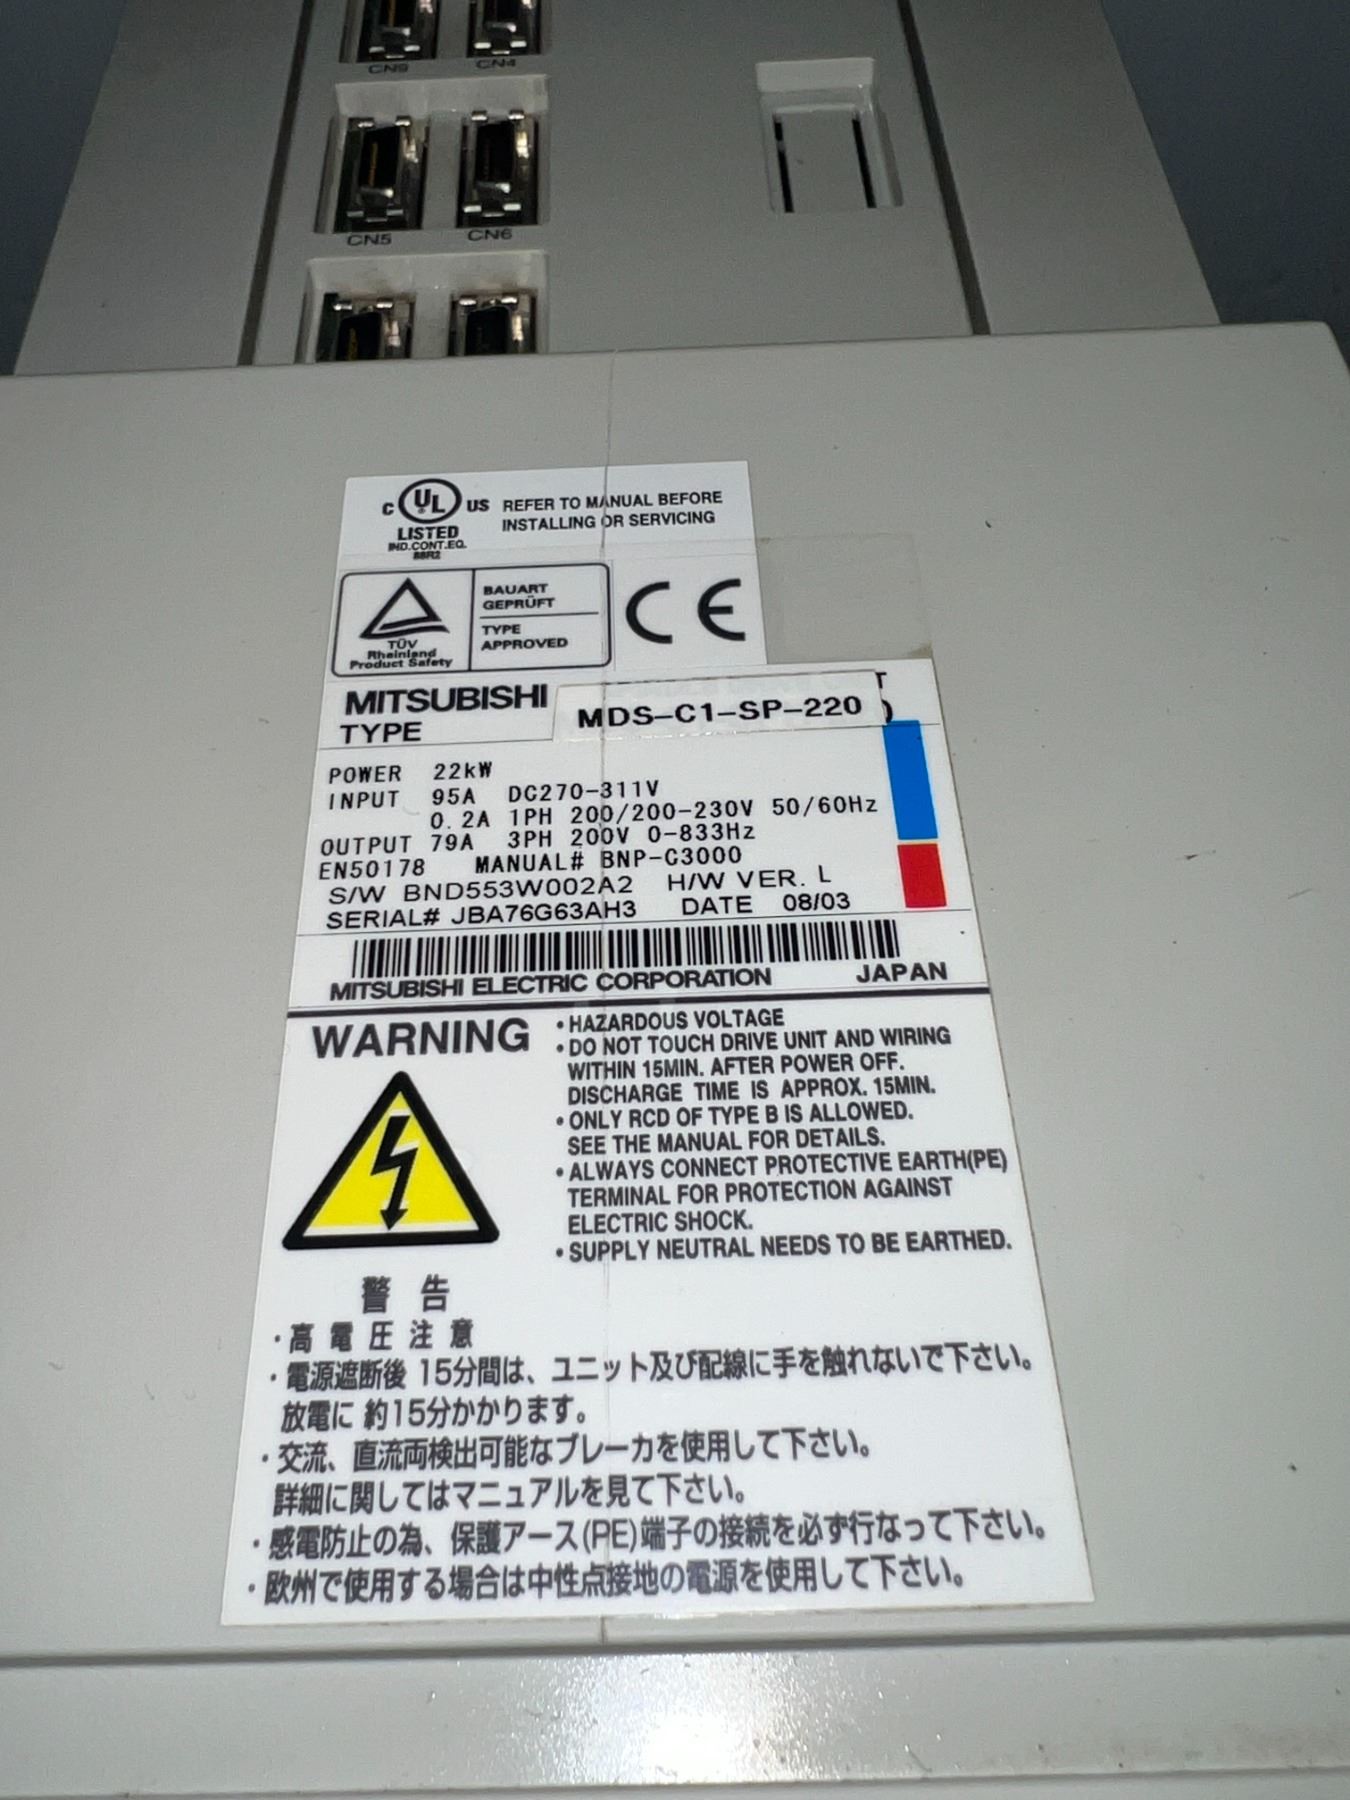 CN9 CN4
CN5 CN6
C UL US REFER TO MANUAL BEFORE
INSTALLING OR SERVICING
LISTED
IND.CONT.EQ.
88R2
BAUART
GEPRÜFT
TYPE
APPROVED
TÜV
Rheinland
Product Safety
CE
MITSUBISHI
TYPE MDS-C1-SP-220
POWER 22kW
INPUT 95A DC270-311V
0.2A 1PH 200/200-230V 50/60Hz
OUTPUT 79A 3PH 200V 0-833Hz
EN50178 MANUAL# BNP-C3000
S/W BND553W002A2 H/W VER. L
SERIAL# JBA76G63AH3 DATE 08/03
MITSUBISHI ELECTRIC CORPORATION JAPAN
WARNING
・HAZARDOUS VOLTAGE
・DO NOT TOUCH DRIVE UNIT AND WIRING
WITHIN 15MIN. AFTER POWER OFF.
DISCHARGE TIME IS APPROX. 15MIN.
・ONLY RCD OF TYPE B IS ALLOWED.
SEE THE MANUAL FOR DETAILS.
・ALWAYS CONNECT PROTECTIVE EARTH(PE)
TERMINAL FOR PROTECTION AGAINST
ELECTRIC SHOCK.
・SUPPLY NEUTRAL NEEDS TO BE EARTHED.
警 告
・高 電 圧 注 意
・電源遮断後 15分間は、ユニット及び配線に手を触れないで下さい。
放電に 約15分かかります。
・交流、直流両検出可能なブレーカを使用して下さい。
詳細に関してはマニュアルを見て下さい。
・感電防止の為、保護アース(PE)端子の接続を必ず行なって下さい。
・欧州で使用する場合は中性点接地の電源を使用して下さい。